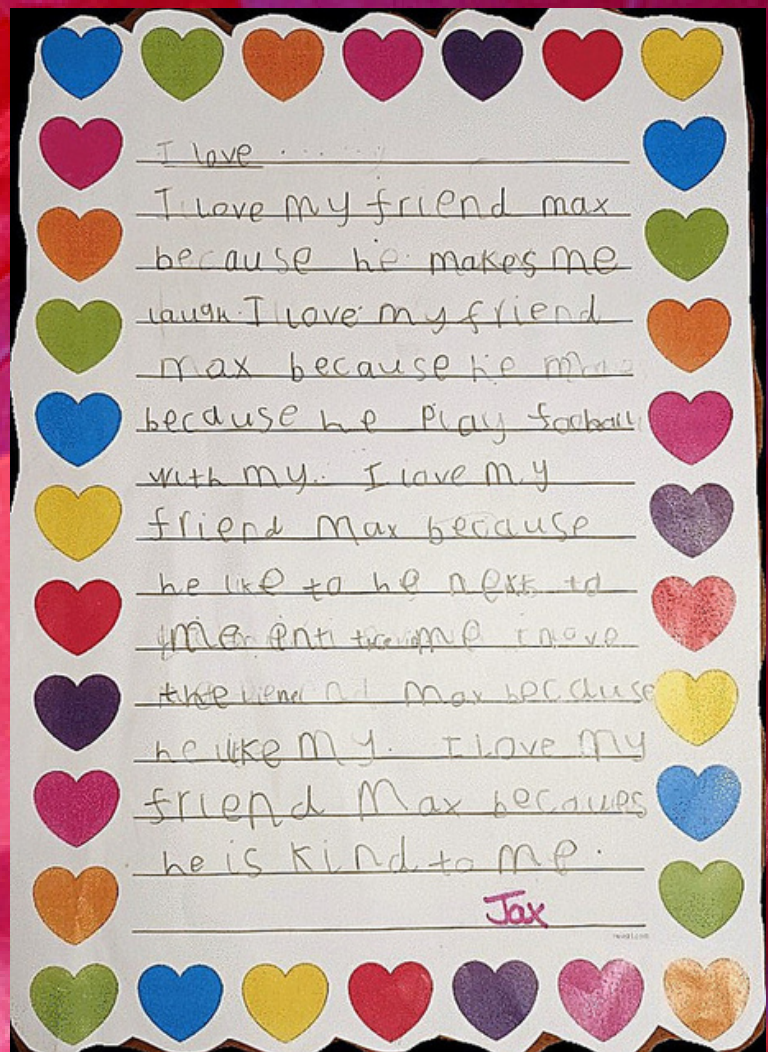 I love
I love my friend max
because he makes me
laugh. I love my friend
max because he
because he Play football
with my. I love my
friend Max because
he like to he next to
me me
Max because
he like my. I love my
friend Max becaues
he is kind to me.
Jax